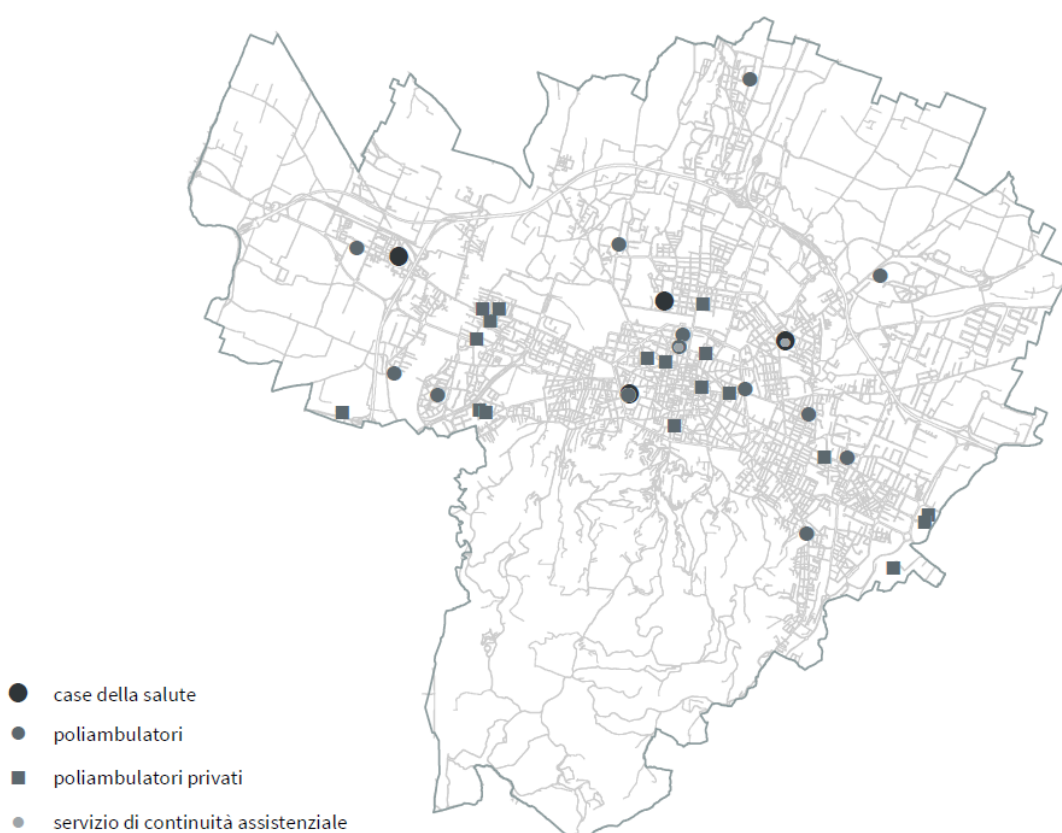 case della salute
poliambulatori
poliambulatori privati
servizio di continuità assistenziale